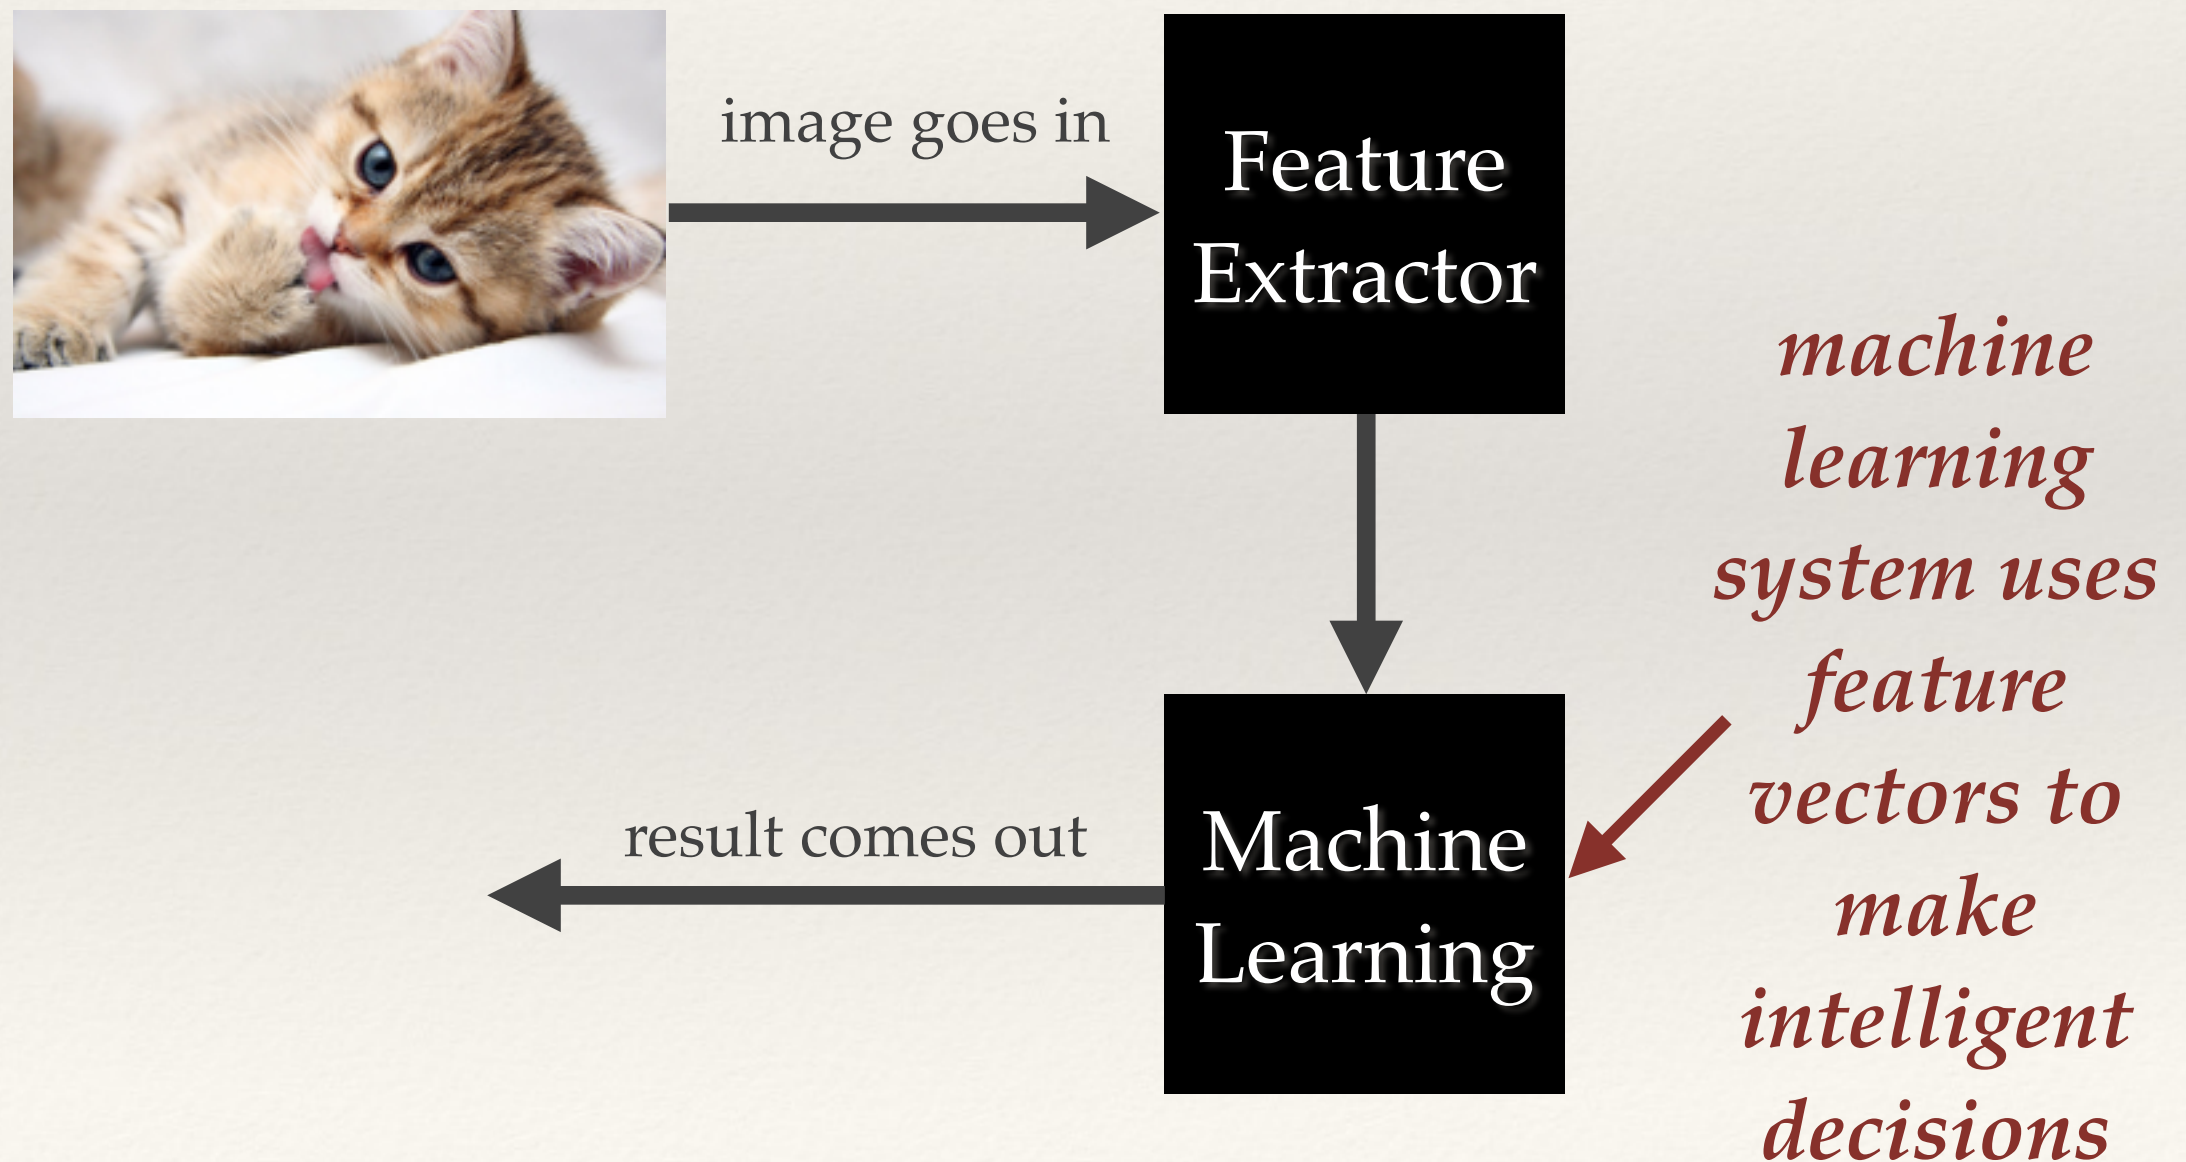 image goes in
Feature
Extractor
machine
learning
system uses
feature
vectors to
make
intelligent
decisions
result comes out
Machine
Learning